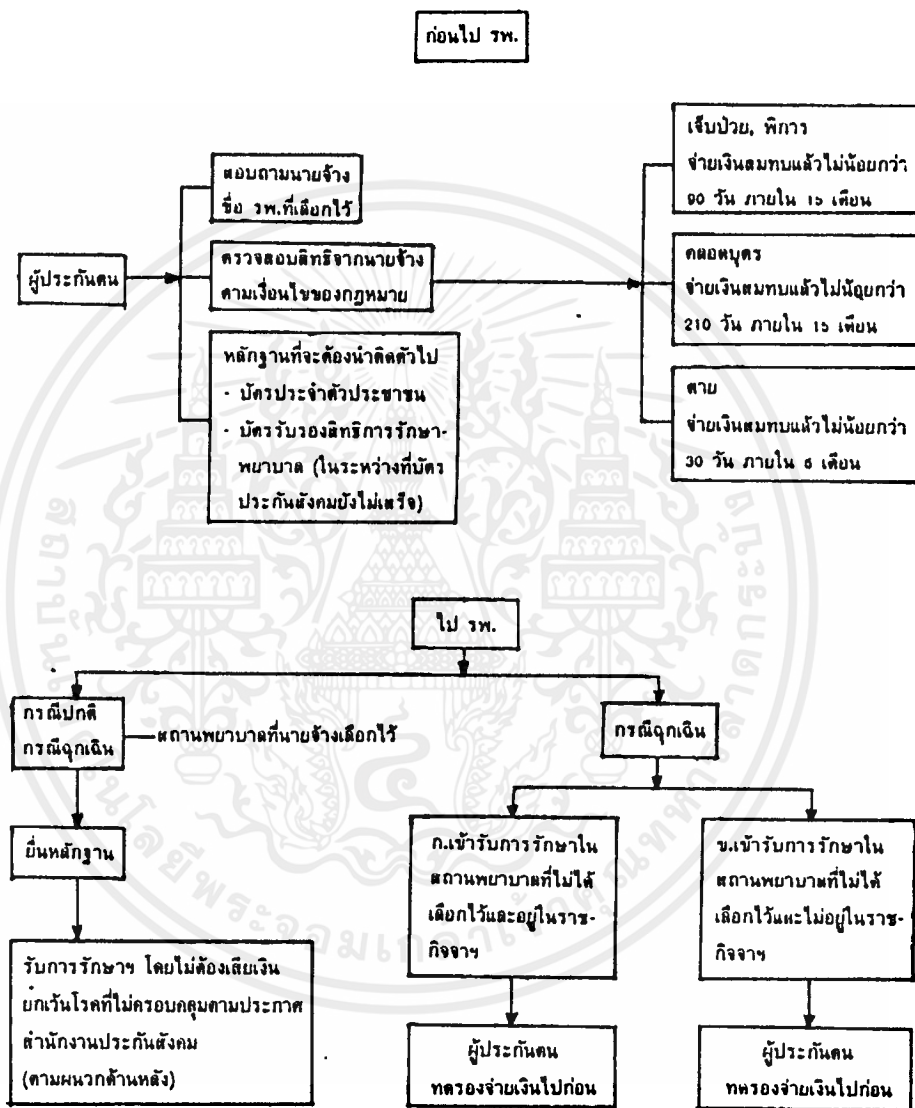 ก่อนไป รพ.
ผู้ประกันตน
สอบถามนายจ้าง
ชื่อ รพ.ที่เลือกไว้
ตรวจสอบสิทธิจากนายจ้าง
ตามเงื่อนไขของกฎหมาย
หลักฐานที่จะต้องนำติดตัวไป
- บัตรประจำตัวประชาชน
- บัตรรับรองสิทธิการรักษา-
พยาบาล (ในระหว่างที่บัตร
ประกันสังคมยังไม่เสร็จ)
เจ็บป่วย, พิการ
จ่ายเงินสมทบแล้วไม่น้อยกว่า
90 วัน ภายใน 15 เดือน
คลอดบุตร
จ่ายเงินสมทบแล้วไม่น้อยกว่า
210 วัน ภายใน 15 เดือน
ตาย
จ่ายเงินสมทบแล้วไม่น้อยกว่า
30 วัน ภายใน 6 เดือน
ไป รพ.
กรณีปกติ
กรณีฉุกเฉิน
สถานพยาบาลที่นายจ้างเลือกไว้
กรณีฉุกเฉิน
ยื่นหลักฐาน
รับการรักษาฯ โดยไม่ต้องเสียเงิน
ยกเว้นโรคที่ไม่ครอบคลุมตามประกาศ
สำนักงานประกันสังคม
(ตามผนวกด้านหลัง)
ก.เข้ารับการรักษาใน
สถานพยาบาลที่ไม่ได้
เลือกไว้และอยู่ในราช-
กิจจาฯ
ผู้ประกันตน
ทดรองจ่ายเงินไปก่อน
ข.เข้ารับการรักษาใน
สถานพยาบาลที่ไม่ได้
เลือกไว้และไม่อยู่ในราช-
กิจจาฯ
ผู้ประกันตน
ทดรองจ่ายเงินไปก่อน